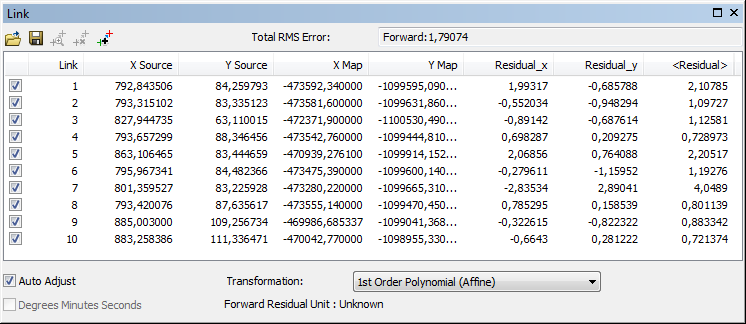 Link
Total RMS Error: Forward:1,79074
Link X Source Y Source X Map Y Map Residual_x Residual_y <Residual>
1 792,843506 84,259793 -473592,340000 -1099595,090... 1,99317 -0,685788 2,10785
2 793,315102 83,335123 -473581,600000 -1099631,860... -0,552034 -0,948294 1,09727
3 827,944735 63,110015 -472371,900000 -1100530,490... -0,89142 -0,687614 1,12581
4 793,657299 88,346456 -473542,760000 -1099444,810... 0,698287 0,209275 0,728973
5 863,106465 83,444659 -470939,276100 -1099914,152... 2,06856 0,764088 2,20517
6 795,967341 84,482366 -473475,390000 -1099600,140... -0,279611 -1,15952 1,19276
7 801,359527 83,225928 -473280,220000 -1099665,310... -2,83534 2,89041 4,0489
8 793,420076 87,635617 -473555,140000 -1099470,450... 0,785295 0,158539 0,801139
9 885,003000 109,256734 -469986,685337 -1099041,368... -0,322615 -0,822322 0,883342
10 883,258386 111,336471 -470042,770000 -1098955,330... -0,6643 0,281222 0,721374
Auto Adjust Transformation: 1st Order Polynomial (Affine)
Degrees Minutes Seconds Forward Residual Unit : Unknown